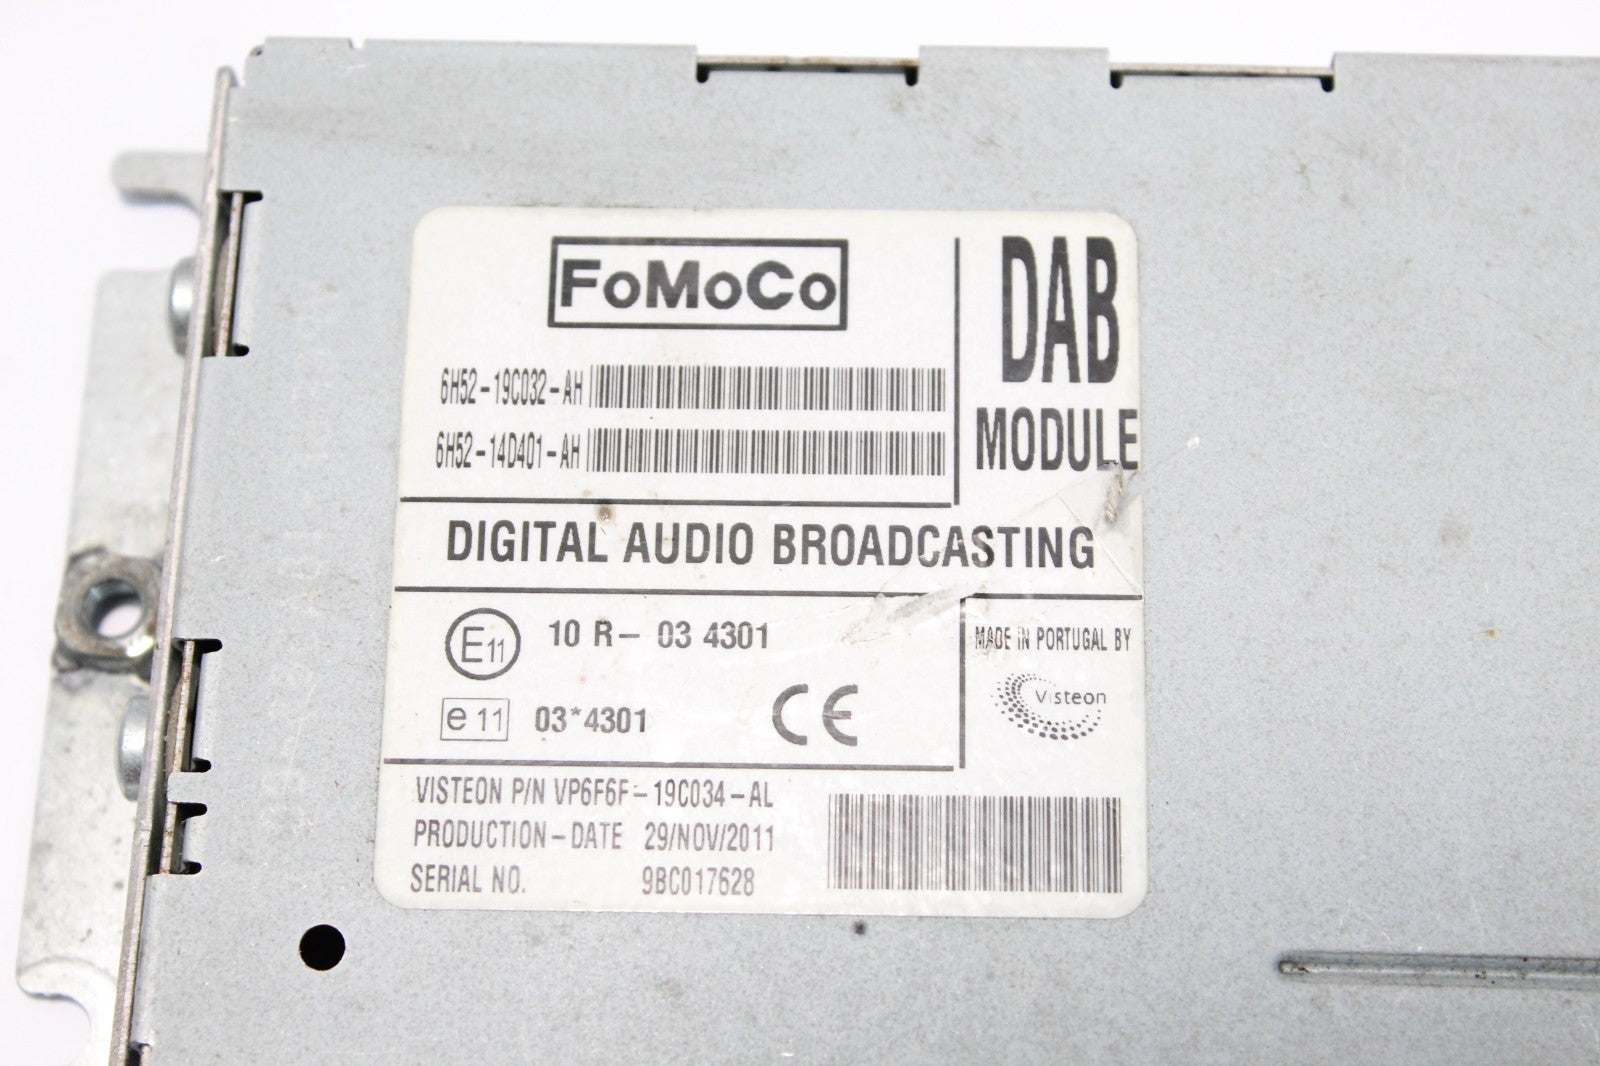 FoMoCo
DAB
MODULE
6H52-19C032-AH
6H52-14D401-AH
DIGITAL AUDIO BROADCASTING
E11 10 R- 03 4301
e 11 03*4301 CE
MADE IN PORTUGAL BY
Visteon
VISTEON P/N VP6F6F-19C034-AL
PRODUCTION-DATE 29/NOV/2011
SERIAL NO. 9BC017628